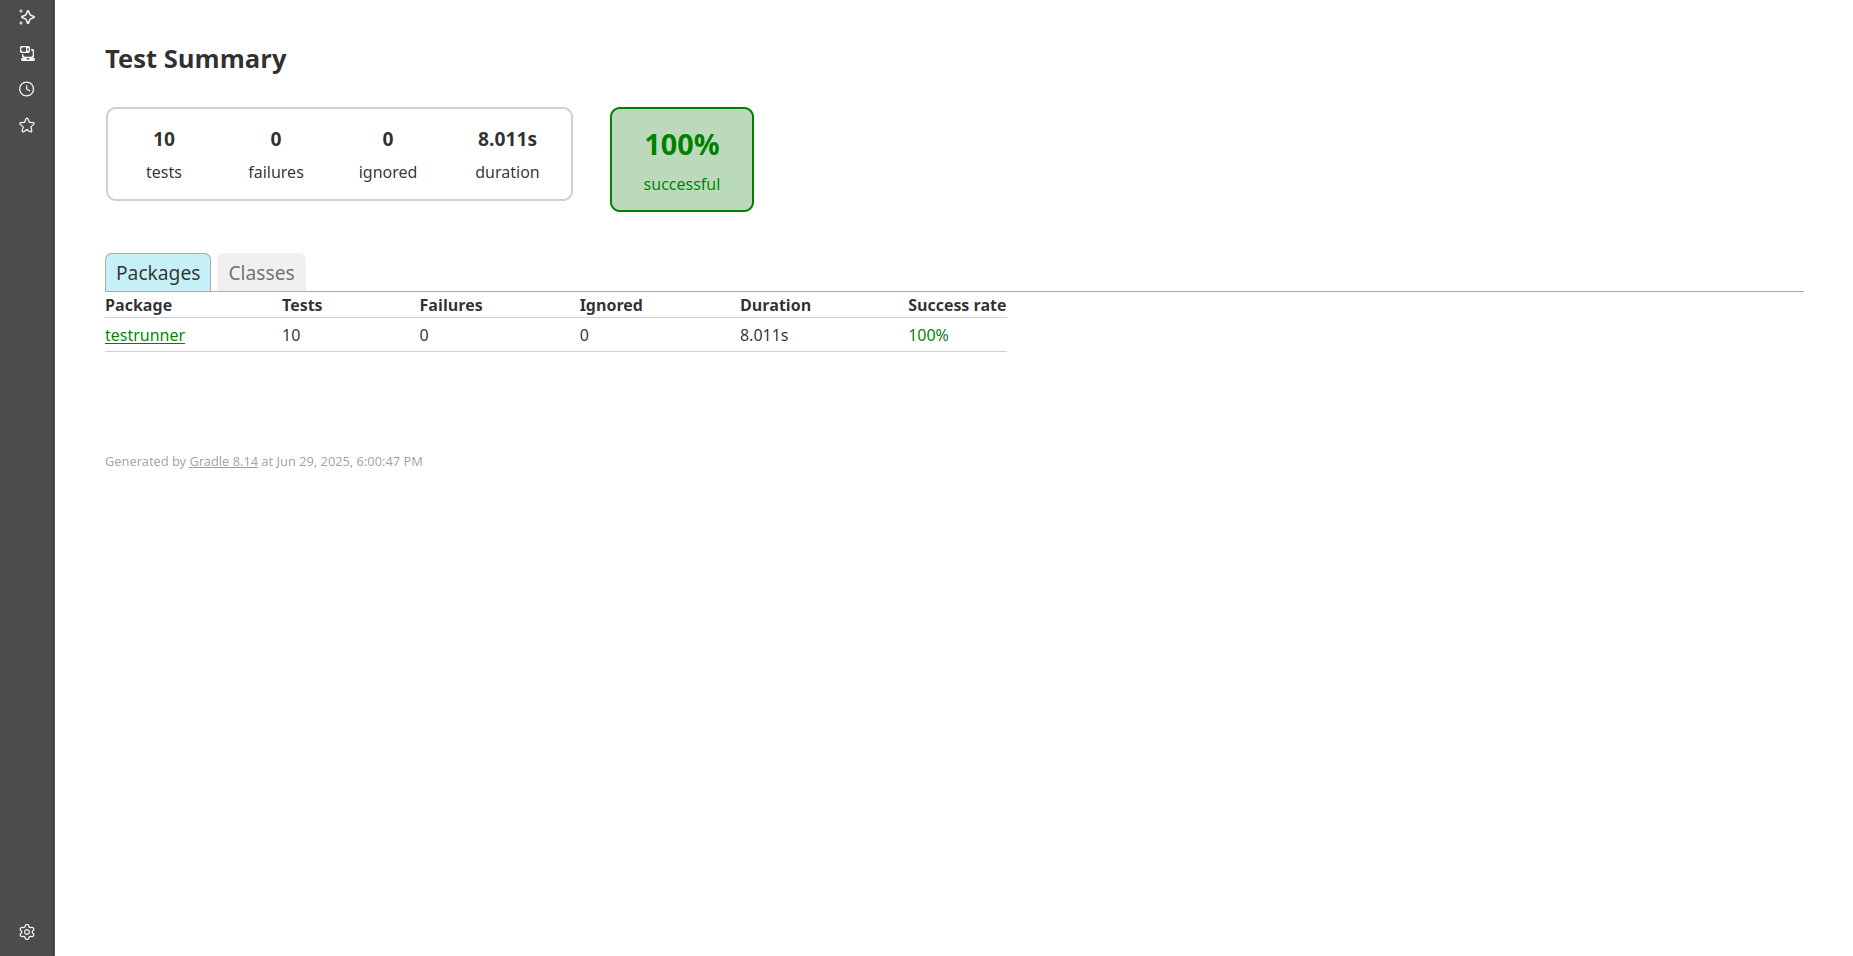 Test Summary
10 0 0 8.011s
tests failures ignored duration
100%
successful
Packages Classes
Package Tests Failures Ignored Duration Success rate
testrunner 10 0 0 8.011s 100%
Generated by Gradle 8.14 at Jun 29, 2025, 6:00:47 PM